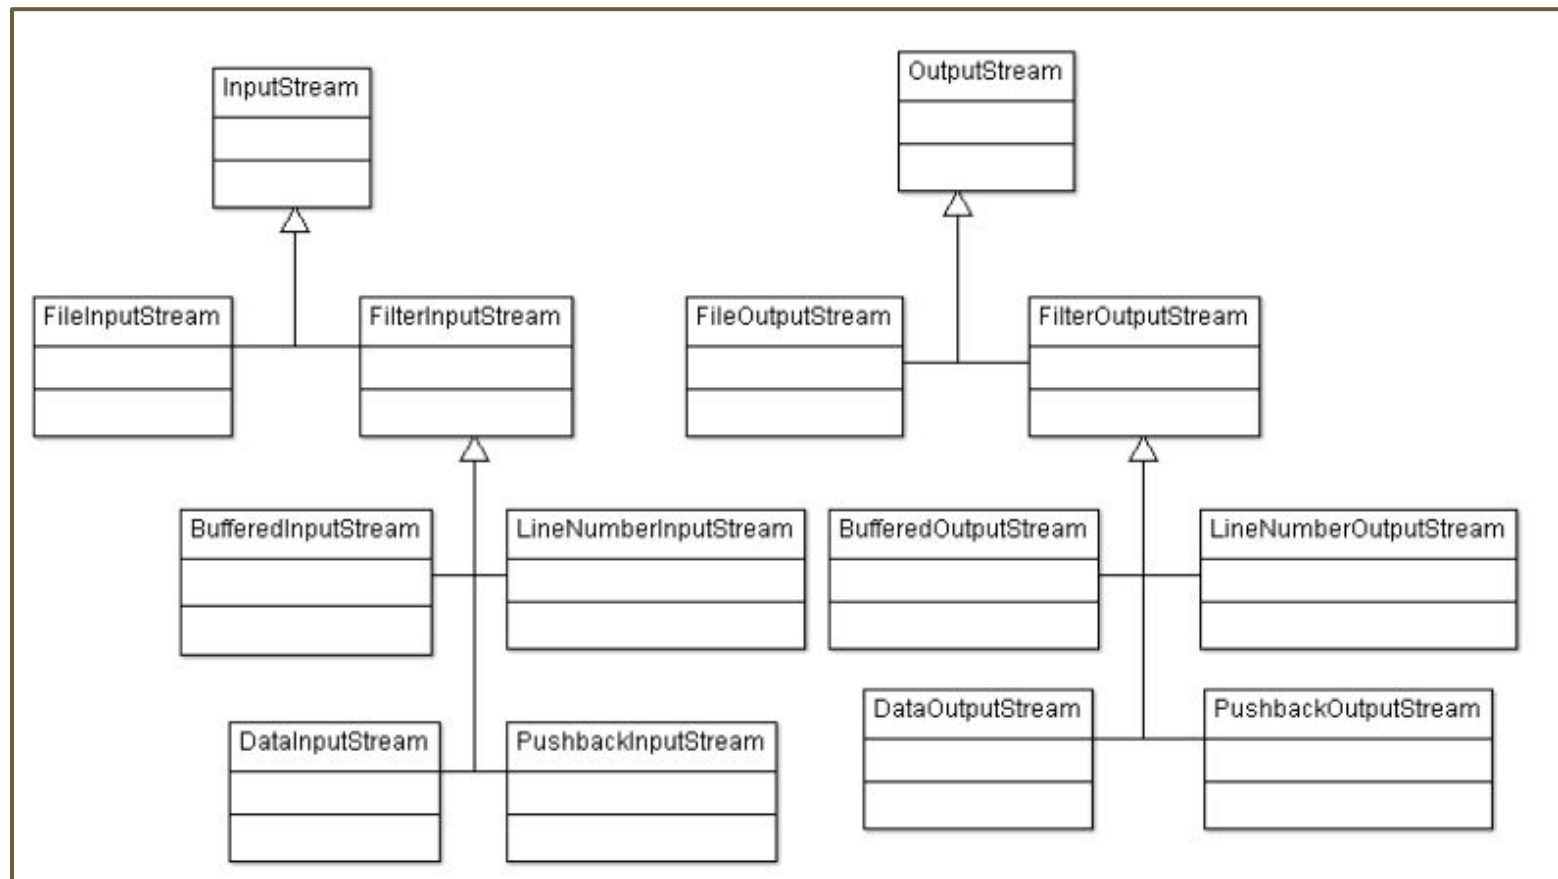 InputStream
OutputStream
FileInputStream
FilterInputStream
FileOutputStream
FilterOutputStream
BufferedInputStream
LineNumberInputStream
BufferedOutputStream
LineNumberOutputStream
DataInputStream
PushbackInputStream
DataOutputStream
PushbackOutputStream